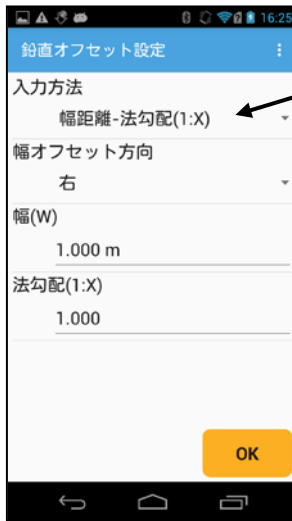 16:25
鉛直オフセット設定
入力方法
幅距離-法勾配(1:X)
幅オフセット方向
右
幅(W)
1.000 m
法勾配(1:X)
1.000
OK